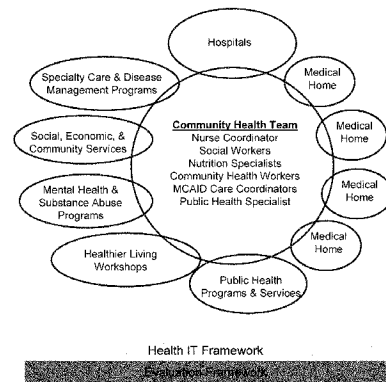 Hospitals
Specialty Care & Disease
Management Programs
Medical
Home
Social, Economic, &
Community Services
Community Health Team
Nurse Coordinator
Social Workers
Nutrition Specialists
Community Health Workers
MCAID Care Coordinators
Public Health Specialist
Medical
Home
Mental Health &
Substance Abuse
Programs
Medical
Home
Healthier Living
Workshops
Medical
Home
Public Health
Programs & Services
Health IT Framework
Evaluation Framework